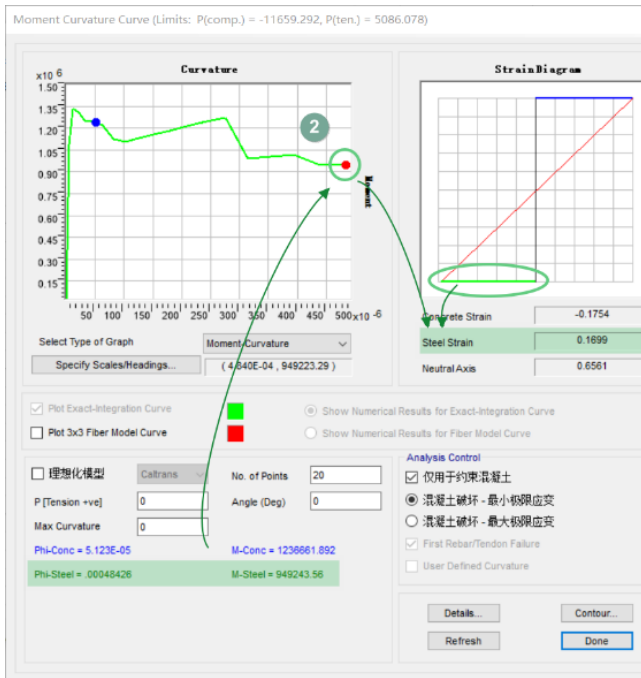 Moment Curvature Curve (Limits:  P(comp.) = -11659.292, P(ten.) = 5086.078)
Curvature
x10 6
1.50
1.35
1.20
1.05
0.90
0.75
0.60
0.45
0.30
0.15
2
Moment
50 100 150 200 250 300 350 400 450 500x10 -6
Select Type of Graph
Moment-Curvature
Specify Scales/Headings...
( 4.840E-04 , 949223.29 )
Strain Diagram
Concrete Strain
-0.1754
Steel Strain
0.1699
Neutral Axis
0.6561
Plot Exact-Integration Curve
Show Numerical Results for Exact-Integration Curve
Plot 3x3 Fiber Model Curve
Show Numerical Results for Fiber Model Curve
理想化模型
Caltrans
No. of Points
20
P [Tension +ve]
0
Angle (Deg)
0
Max Curvature
0
Phi-Conc = 5.123E-05
M-Conc = 1236661.892
Phi-Steel = .00048426
M-Steel = 949243.56
Analysis Control
仅用于约束混凝土
混凝土破坏 - 最小极限应变
混凝土破坏 - 最大极限应变
First Rebar/Tendon Failure
User Defined Curvature
Details...
Contour...
Refresh
Done